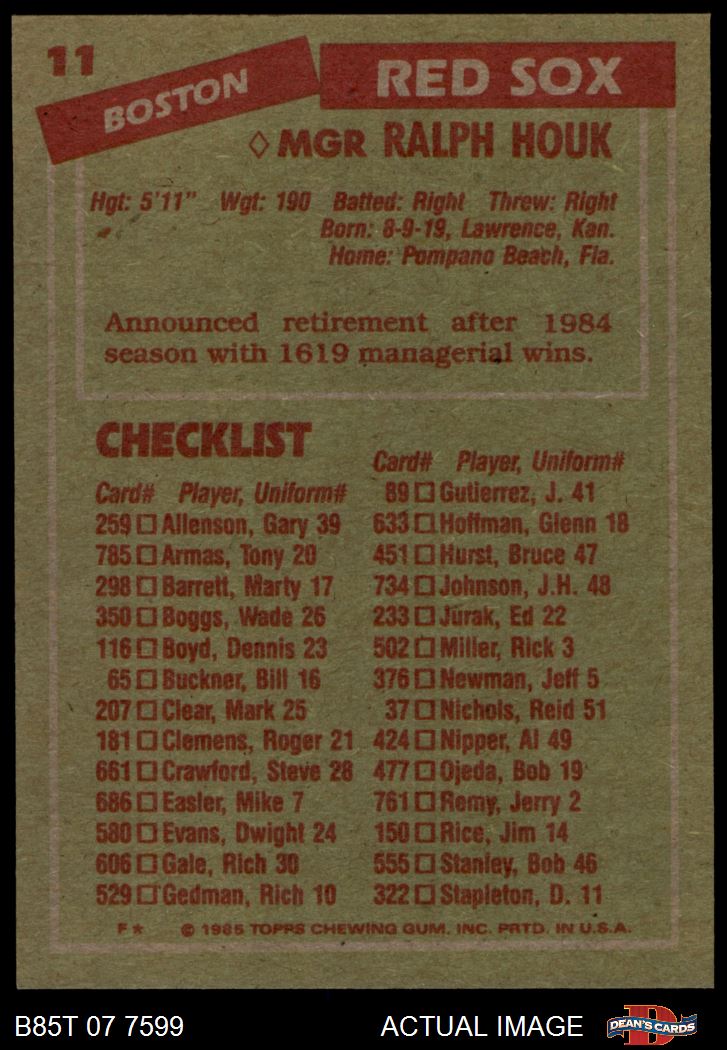 11
BOSTON
RED SOX
◇ MGR RALPH HOUK
Hgt: 5'11" Wgt: 190 Batted: Right Threw: Right
Born: 8-9-19, Lawrence, Kan.
Home: Pompano Beach, Fla.
Announced retirement after 1984
season with 1619 managerial wins.
CHECKLIST
Card# Player, Uniform#
259 □ Allenson, Gary 39
785 □ Armas, Tony 20
298 □ Barrett, Marty 17
350 □ Boggs, Wade 26
116 □ Boyd, Dennis 23
65 □ Buckner, Bill 16
207 □ Clear, Mark 25
181 □ Clemens, Roger 21
661 □ Crawford, Steve 28
686 □ Easler, Mike 7
580 □ Evans, Dwight 24
606 □ Gale, Rich 30
529 □ Gedman, Rich 10
Card# Player, Uniform#
89 □ Gutierrez, J. 41
633 □ Hoffman, Glenn 18
451 □ Hurst, Bruce 47
734 □ Johnson, J.H. 48
233 □ Jurak, Ed 22
502 □ Miller, Rick 3
376 □ Newman, Jeff 5
37 □ Nichols, Reid 51
424 □ Nipper, Al 49
477 □ Ojeda, Bob 19
761 □ Remy, Jerry 2
150 □ Rice, Jim 14
555 □ Stanley, Bob 46
322 □ Stapleton, D. 11
F* © 1985 TOPPS CHEWING GUM, INC. PRTD. IN U.S.A.
B85T 07 7599
ACTUAL IMAGE
D
DEAN'S CARDS